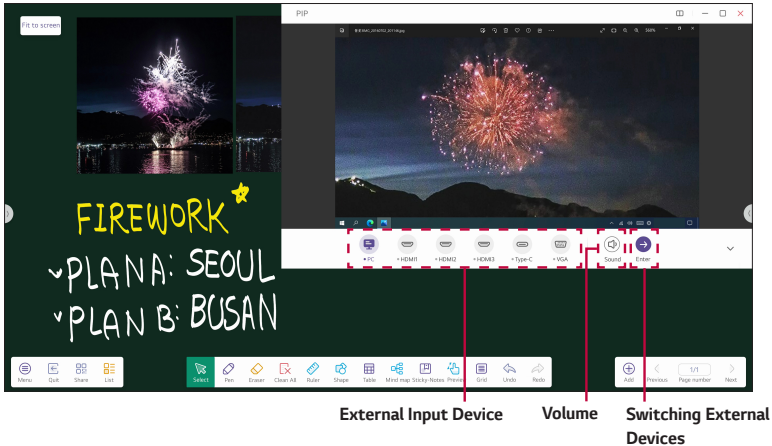 Fit to screen
PIP
360%
FIREWORK
PLAN A: SEOUL
PLAN B: BUSAN
PC
HDMI1
HDMI2
HDMI3
Type-C
VGA
Sound
Enter
Menu
Quit
Share
List
Select
Pen
Eraser
Clean All
Ruler
Shape
Table
Mind map
Sticky-Notes
Preview
Grid
Undo
Redo
Add
Previous
1/1
Page number
Next
External Input Device
Volume
Switching External
Devices